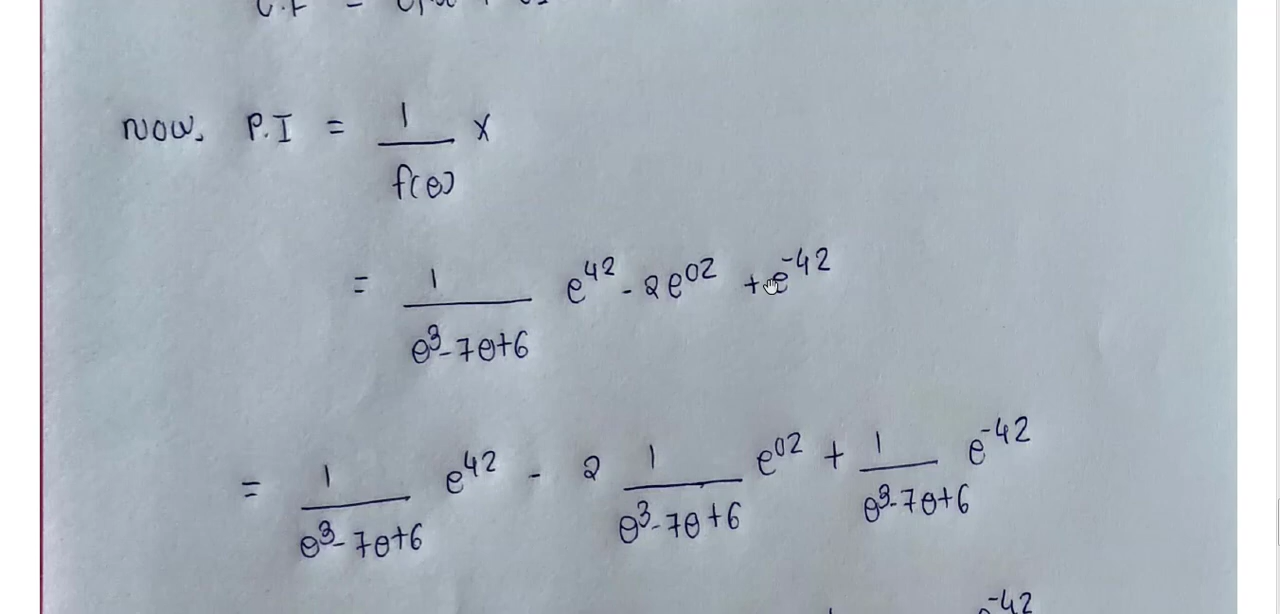 C.F =
Now, P.I = 1/f(θ) X
= 1/(θ³-7θ+6) e^4z - 2e^0z + e^-4z
= 1/(θ³-7θ+6) e^4z - 2 1/(θ³-7θ+6) e^0z + 1/(θ³-7θ+6) e^-4z
e^-4z